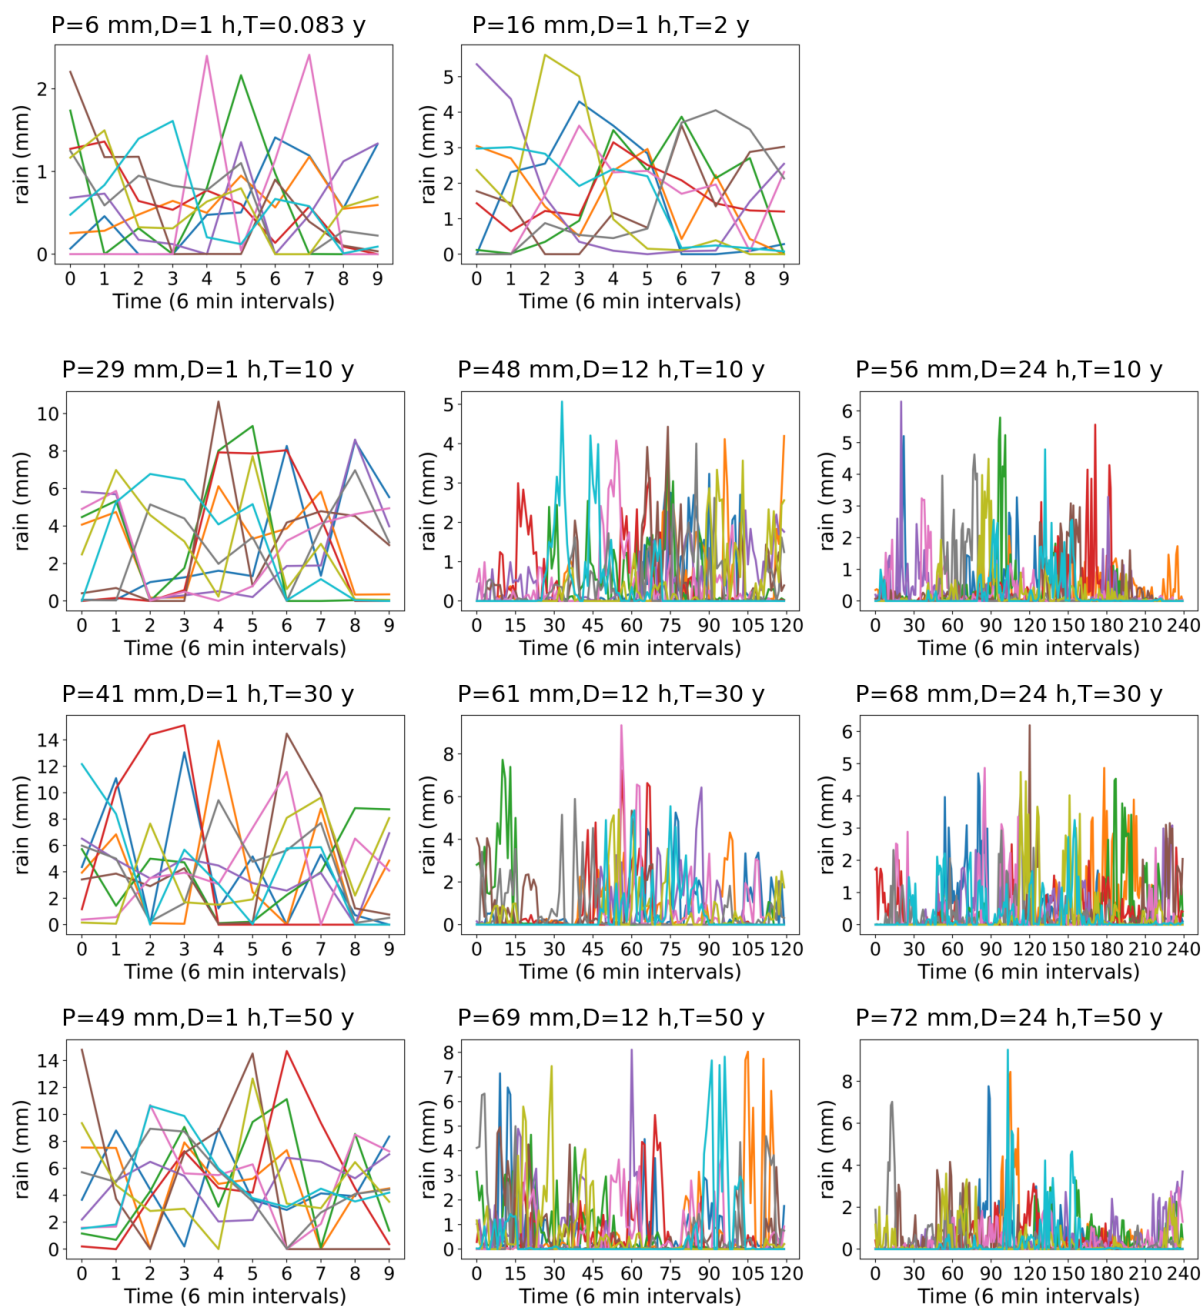 P=6 mm,D=1 h,T=0.083 y
rain (mm)
2
1
0
0 1 2 3 4 5 6 7 8 9
Time (6 min intervals)
P=16 mm,D=1 h,T=2 y
rain (mm)
5
4
3
2
1
0
0 1 2 3 4 5 6 7 8 9
Time (6 min intervals)
P=29 mm,D=1 h,T=10 y
rain (mm)
10
8
6
4
2
0
0 1 2 3 4 5 6 7 8 9
Time (6 min intervals)
P=48 mm,D=12 h,T=10 y
rain (mm)
5
4
3
2
1
0
0 15 30 45 60 75 90 105 120
Time (6 min intervals)
P=56 mm,D=24 h,T=10 y
rain (mm)
6
5
4
3
2
1
0
0 30 60 90 120 150 180 210 240
Time (6 min intervals)
P=41 mm,D=1 h,T=30 y
rain (mm)
14
12
10
8
6
4
2
0
0 1 2 3 4 5 6 7 8 9
Time (6 min intervals)
P=61 mm,D=12 h,T=30 y
rain (mm)
8
6
4
2
0
0 15 30 45 60 75 90 105 120
Time (6 min intervals)
P=68 mm,D=24 h,T=30 y
rain (mm)
6
5
4
3
2
1
0
0 30 60 90 120 150 180 210 240
Time (6 min intervals)
P=49 mm,D=1 h,T=50 y
rain (mm)
14
12
10
8
6
4
2
0
0 1 2 3 4 5 6 7 8 9
Time (6 min intervals)
P=69 mm,D=12 h,T=50 y
rain (mm)
8
7
6
5
4
3
2
1
0
0 15 30 45 60 75 90 105 120
Time (6 min intervals)
P=72 mm,D=24 h,T=50 y
rain (mm)
8
6
4
2
0
0 30 60 90 120 150 180 210 240
Time (6 min intervals)